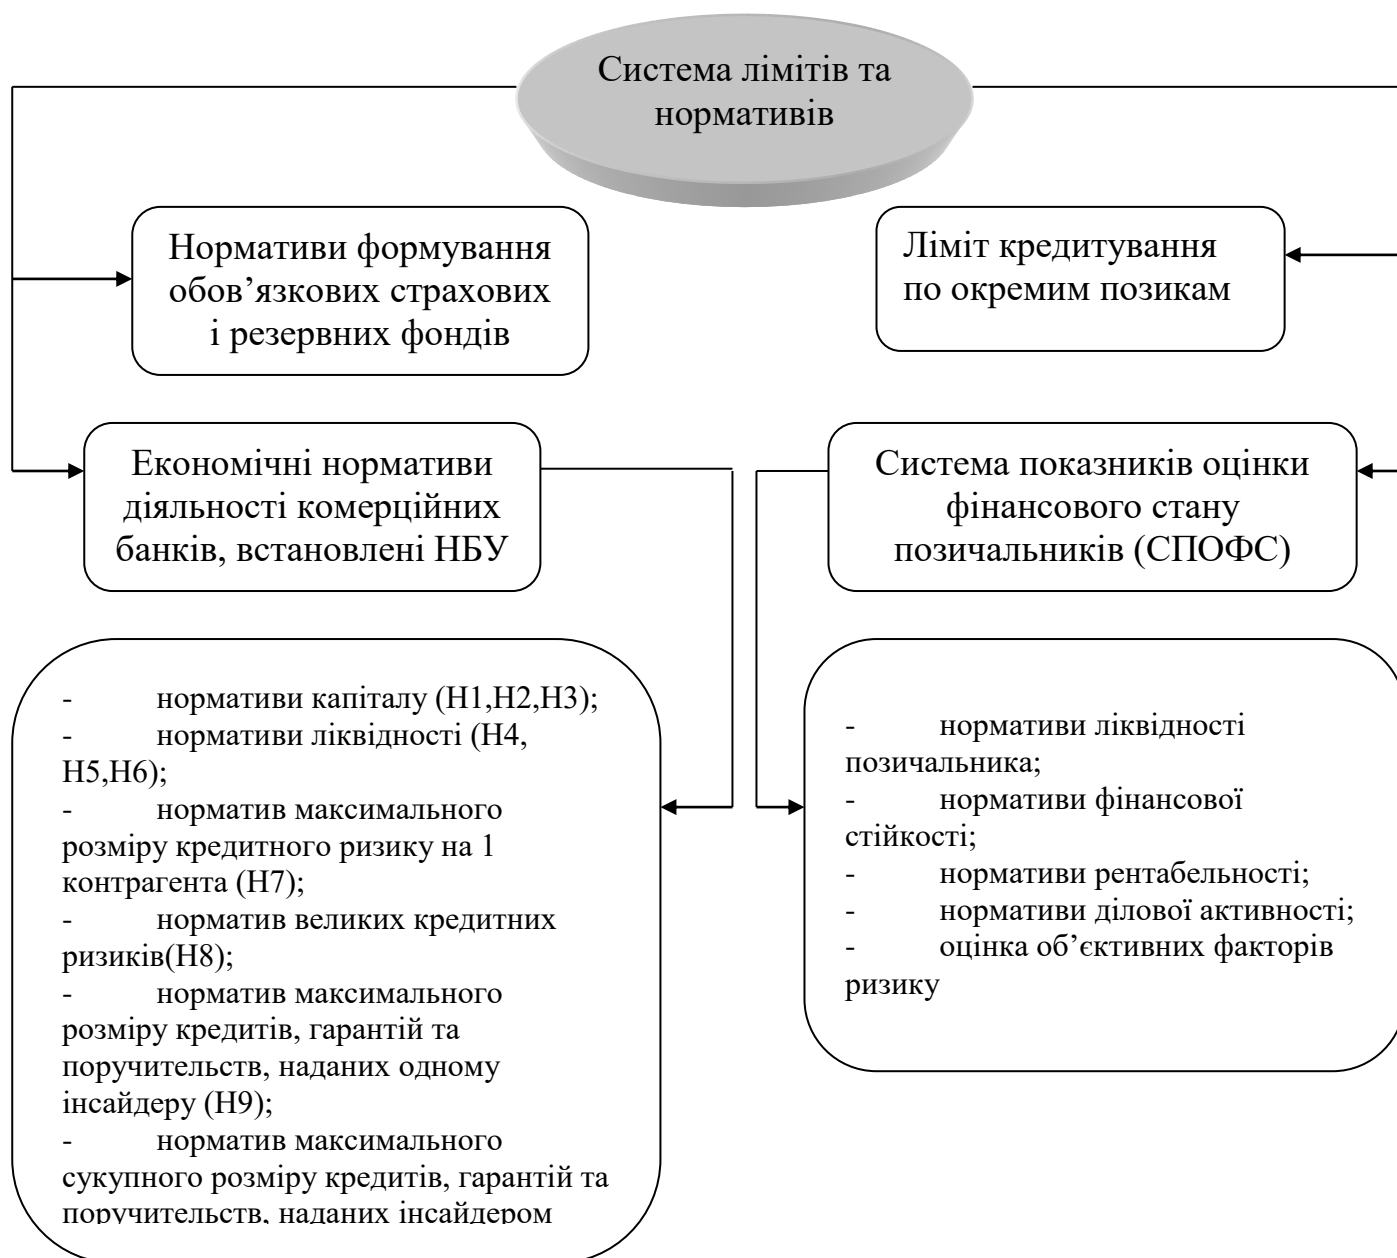 Система лімітів та
нормативів
Нормативи формування
обов’язкових страхових
і резервних фондів
Ліміт кредитування
по окремим позикам
Економічні нормативи
діяльності комерційних
банків, встановлені НБУ
Система показників оцінки
фінансового стану
позичальників (СПОФС)
- нормативи капіталу (Н1,Н2,Н3);
- нормативи ліквідності (Н4,
Н5,Н6);
- норматив максимального
розміру кредитного ризику на 1
контрагента (Н7);
- норматив великих кредитних
ризиків(Н8);
- норматив максимального
розміру кредитів, гарантій та
поручительств, наданих одному
інсайдеру (Н9);
- норматив максимального
сукупного розміру кредитів, гарантій та
поручительств, наданих інсайдером
- нормативи ліквідності
позичальника;
- нормативи фінансової
стійкості;
- нормативи рентабельності;
- нормативи ділової активності;
- оцінка об’єктивних факторів
ризику